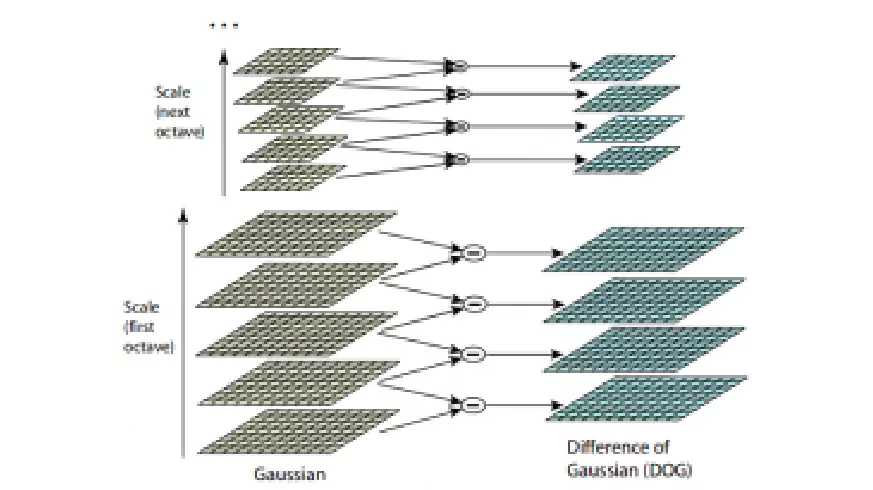 ...
Scale
(next
octave)
Scale
(first
octave)
Gaussian
Difference of
Gaussian (DOG)